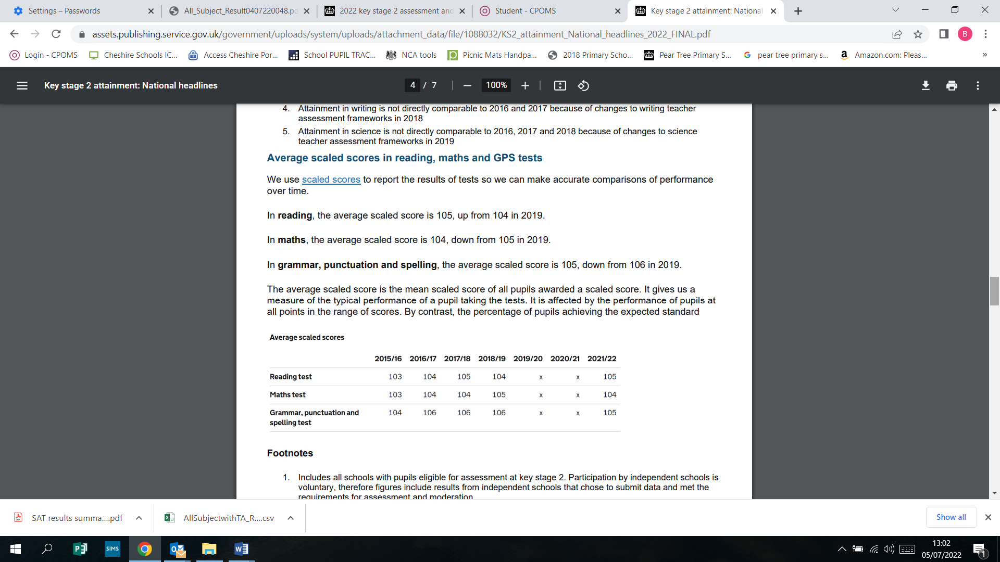 Settings – Passwords
All_Subject_Result0407220048.pd
2022 key stage 2 assessment and
Student - CPOMS
Key stage 2 attainment: National
assets.publishing.service.gov.uk/government/uploads/system/uploads/attachment_data/file/1088032/KS2_attainment_National_headlines_2022_FINAL.pdf
B
Login - CPOMS
Cheshire Schools IC...
Access Cheshire Por...
School PUPIL TRAC...
NCA tools
Picnic Mats Handpa...
2018 Primary Scho...
Pear Tree Primary S...
pear tree primary s...
Amazon.com: Pleas...
»
Key stage 2 attainment: National headlines
4 / 7
100%
4. Attainment in writing is not directly comparable to 2016 and 2017 because of changes to writing teacher
assessment frameworks in 2018
5. Attainment in science is not directly comparable to 2016, 2017 and 2018 because of changes to science
teacher assessment frameworks in 2019
Average scaled scores in reading, maths and GPS tests
We use scaled scores to report the results of tests so we can make accurate comparisons of performance
over time.
In reading, the average scaled score is 105, up from 104 in 2019.
In maths, the average scaled score is 104, down from 105 in 2019.
In grammar, punctuation and spelling, the average scaled score is 105, down from 106 in 2019.
The average scaled score is the mean scaled score of all pupils awarded a scaled score. It gives us a
measure of the typical performance of a pupil taking the tests. It is affected by the performance of pupils at
all points in the range of scores. By contrast, the percentage of pupils achieving the expected standard
Average scaled scores
2015/16 2016/17 2017/18 2018/19 2019/20 2020/21 2021/22
Reading test 103 104 105 104 x x 105
Maths test 103 104 104 105 x x 104
Grammar, punctuation and 104 106 106 106 x x 105
spelling test
Footnotes
1. Includes all schools with pupils eligible for assessment at key stage 2. Participation by independent schools is
voluntary, therefore figures include results from independent schools that chose to submit data and met the
requirements for assessment and moderation
SAT results summa....pdf
AllSubjectwithTA_R....csv
Show all
SIMS
13:02
05/07/2022
1